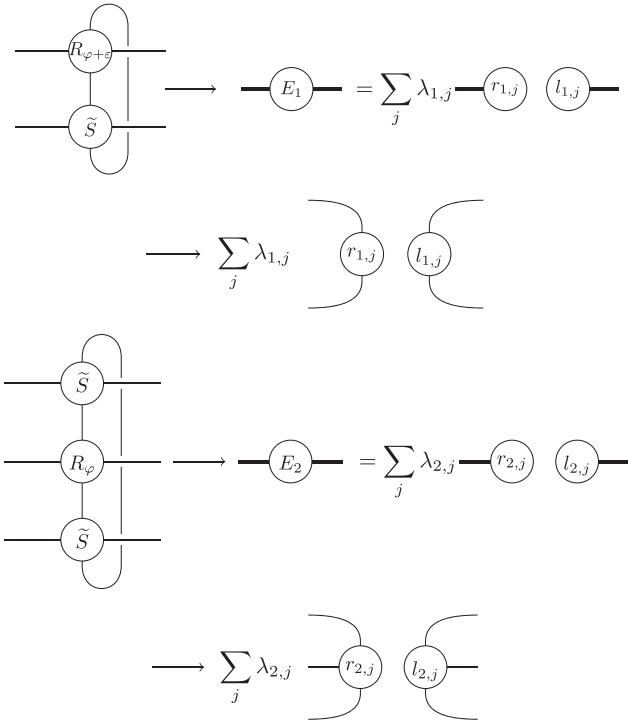 R_{φ+ε}
S̃
E_1 = ∑_j λ_{1,j} r_{1,j} l_{1,j}
∑_j λ_{1,j} r_{1,j} l_{1,j}
S̃
R_φ
S̃
E_2 = ∑_j λ_{2,j} r_{2,j} l_{2,j}
∑_j λ_{2,j} r_{2,j} l_{2,j}